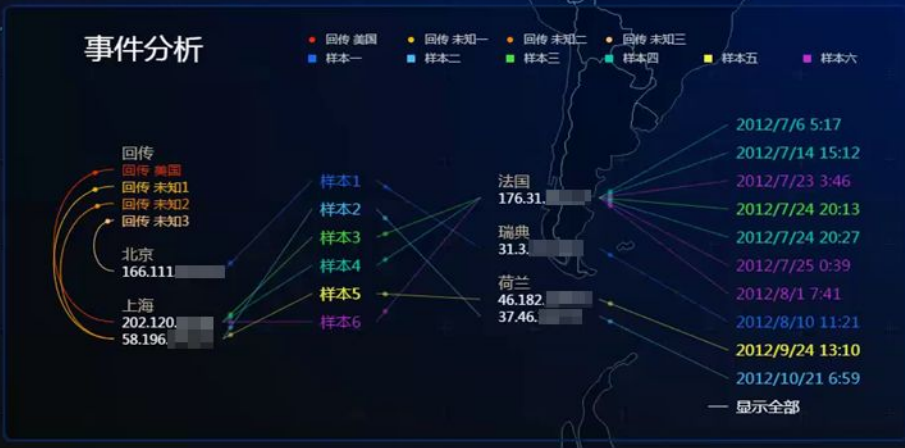 事件分析
回传 美国
回传 未知一
回传 未知二
回传 未知三
样本一
样本二
样本三
样本四
样本五
样本六
回传
回传 美国
回传 未知1
回传 未知2
回传 未知3
北京
166.111.
上海
202.120.
58.196.
样本1
样本2
样本3
样本4
样本5
样本6
法国
176.31.
瑞典
31.3.
荷兰
46.182.
37.46.
2012/7/6 5:17
2012/7/14 15:12
2012/7/23 3:46
2012/7/24 20:13
2012/7/24 20:27
2012/7/25 0:39
2012/8/1 7:41
2012/8/10 11:21
2012/9/24 13:10
2012/10/21 6:59
显示全部